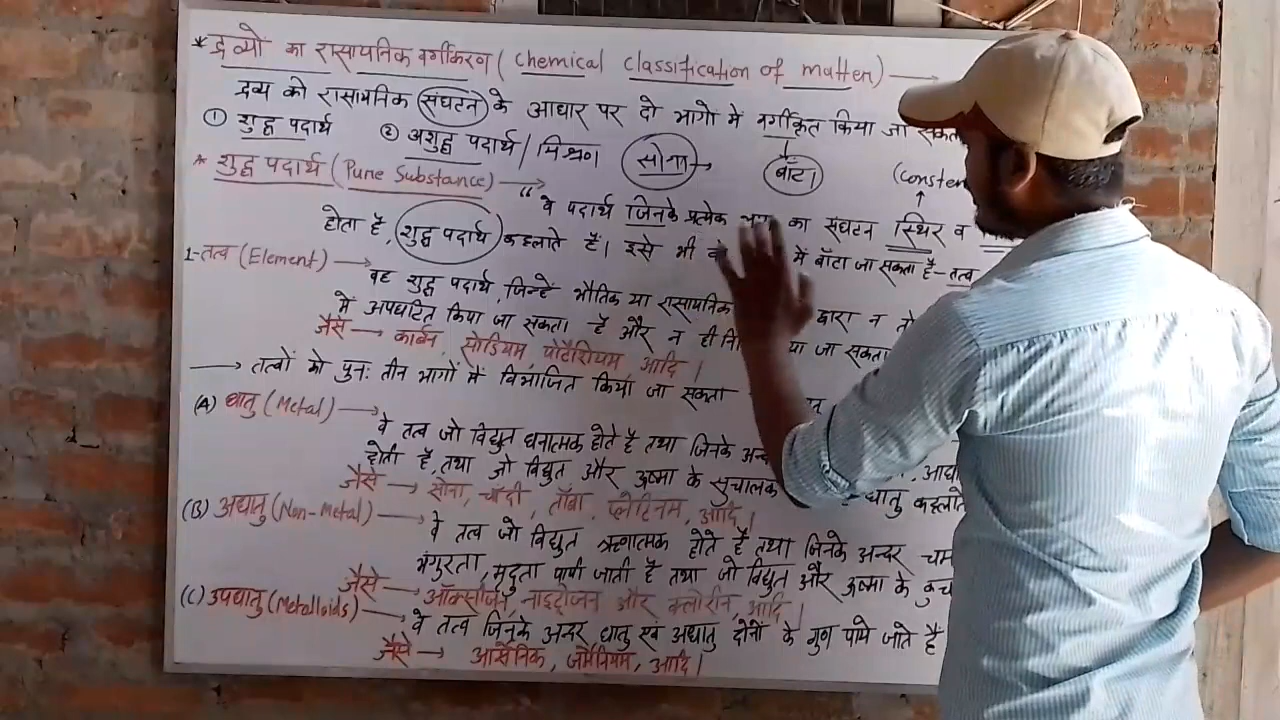 * द्रव्यों का रासायनिक वर्गीकरण ( Chemical Classification of matter ) →
द्रव्य को रासायनिक संघटन के आधार पर दो भागो में वर्गीकृत किया जा सकता
① शुद्ध पदार्थ ② अशुद्ध पदार्थ / मिश्रण सोना → बाँटा
* शुद्ध पदार्थ ( Pure Substance ) → (Consten
“ वे पदार्थ जिनके प्रत्येक का संघटन स्थिर व
होता है, शुद्ध पदार्थ कहलाते हैं। इसे भी में बाँटा जा सकता है- तत्व
1- तत्व ( Element ) →
वह शुद्ध पदार्थ, जिन्हें भौतिक या रासायनिक द्वारा न तो
में अपघटित किया जा सकता है और न ही या जा सकता
जैसे → कार्बन, सोडियम, पोटैशियम, आदि।
→ तत्वों को पुनः तीन भागों में विभाजित किया जा सकता
(A) धातु ( Metal ) →
वे तत्व जो विद्युत धनात्मक होते है तथा जिनके अन्द
होती है, तथा जो विद्युत और ऊष्मा के सुचालक धातु कहलाते
जैसे → सोना, चाँदी, ताँबा, प्लेटिनम, आदि।
(B) अधातु ( Non-Metal ) →
वे तत्व जो विद्युत ऋणात्मक होते हैं तथा जिनके अन्दर चम
भंगुरता, मृदुता पायी जाती है तथा जो विद्युत और ऊष्मा के कुच
जैसे → ऑक्सीजन, नाइट्रोजन और क्लोरीन, आदि।
(C) उपधातु ( Metalloids ) →
वे तत्व जिनके अन्दर धातु एवं अधातु दोनों के गुण पाये जाते हैं
जैसे → आर्सेनिक, जर्मेनियम, आदि।